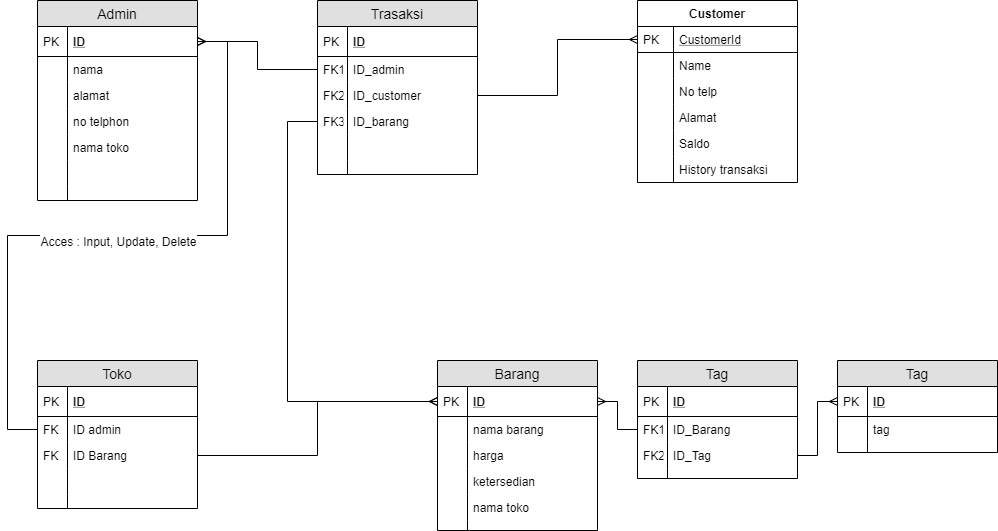 Admin
PK ID
nama
alamat
no telphon
nama toko
Trasaksi
PK ID
FK1 ID_admin
FK2 ID_customer
FK3 ID_barang
Customer
PK CustomerId
Name
No telp
Alamat
Saldo
History transaksi
Acces : Input, Update, Delete
Toko
PK ID
FK ID admin
FK ID Barang
Barang
PK ID
nama barang
harga
ketersedian
nama toko
Tag
PK ID
FK1 ID_Barang
FK2 ID_Tag
Tag
PK ID
tag